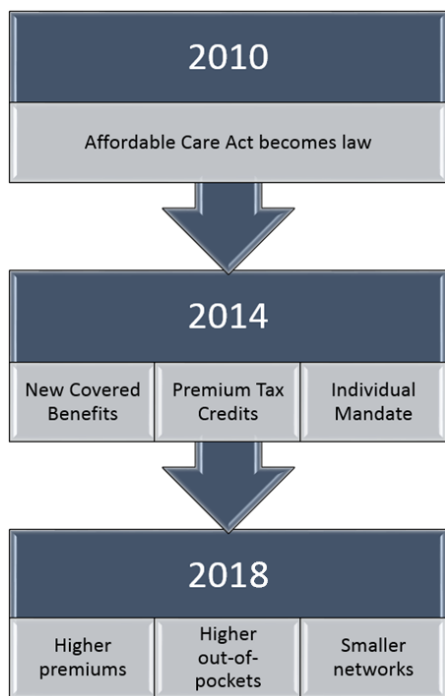 2010
Affordable Care Act becomes law
2014
New Covered
Benefits
Premium Tax
Credits
Individual
Mandate
2018
Higher
premiums
Higher
out-of-
pockets
Smaller
networks